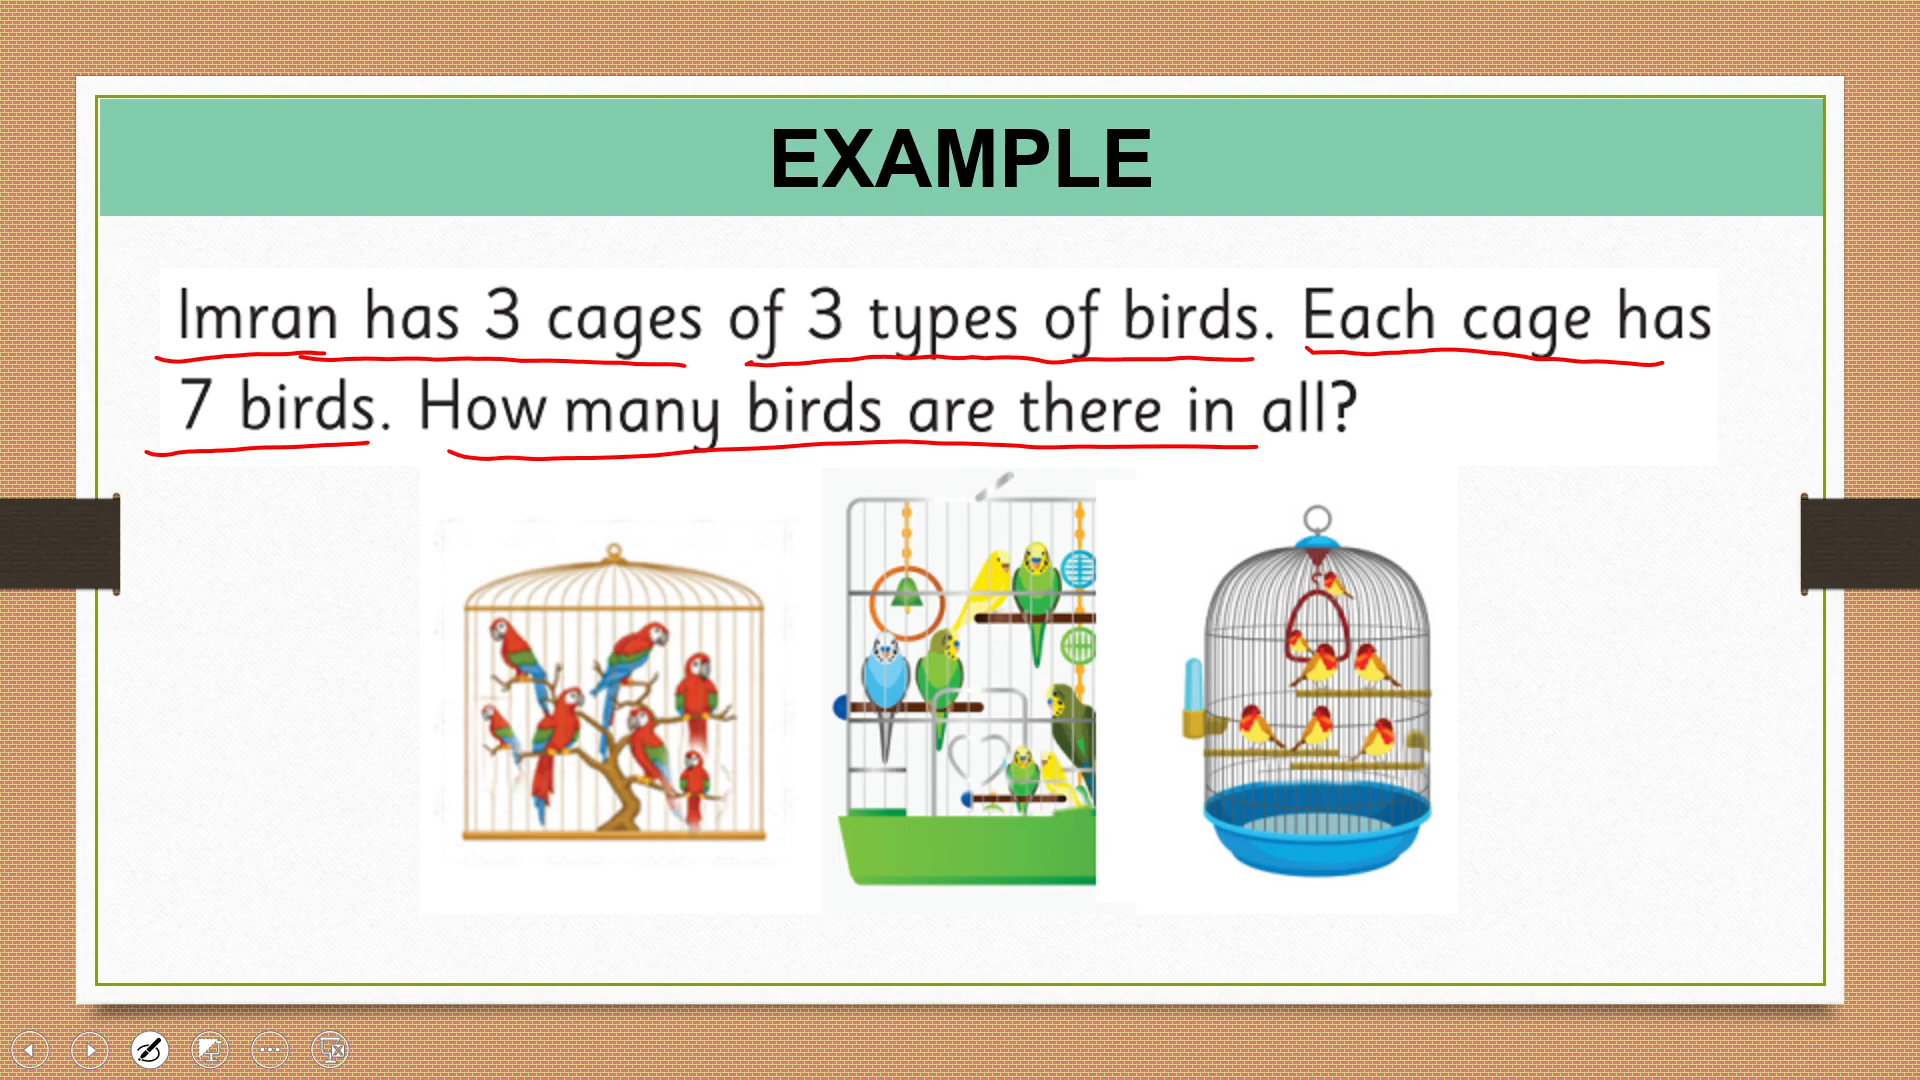 EXAMPLE
Imran has 3 cages of 3 types of birds. Each cage has
7 birds. How many birds are there in all?